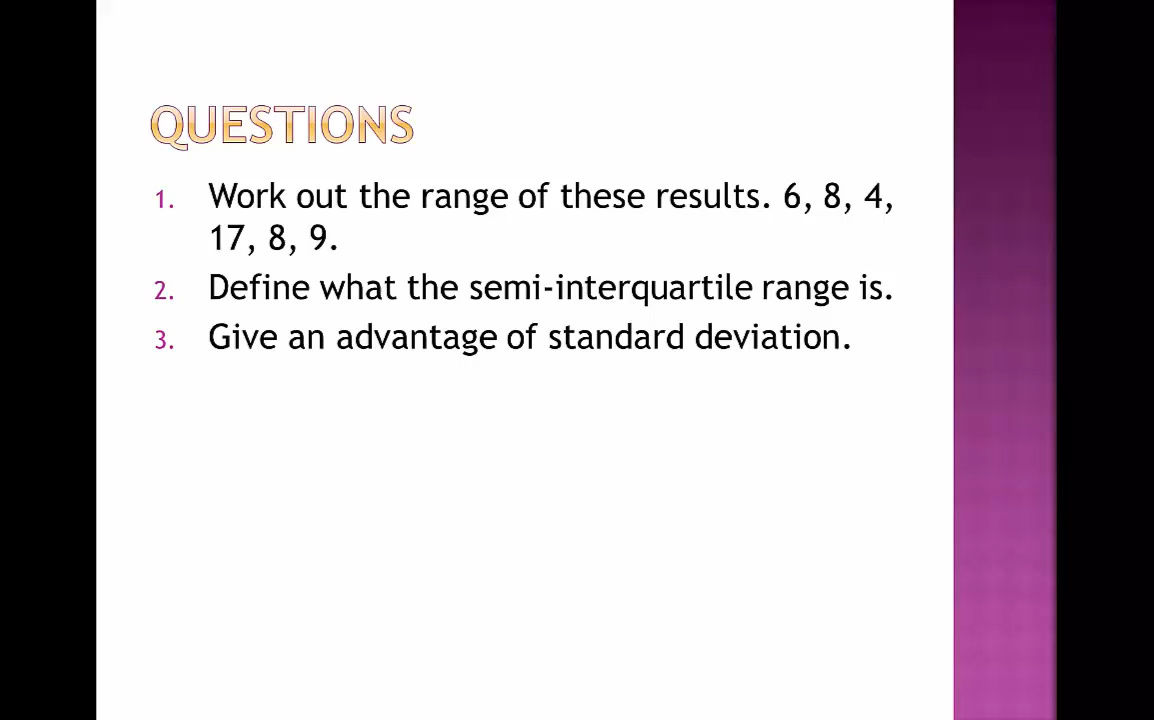 QUESTIONS
1. Work out the range of these results. 6, 8, 4,
17, 8, 9.
2. Define what the semi-interquartile range is.
3. Give an advantage of standard deviation.